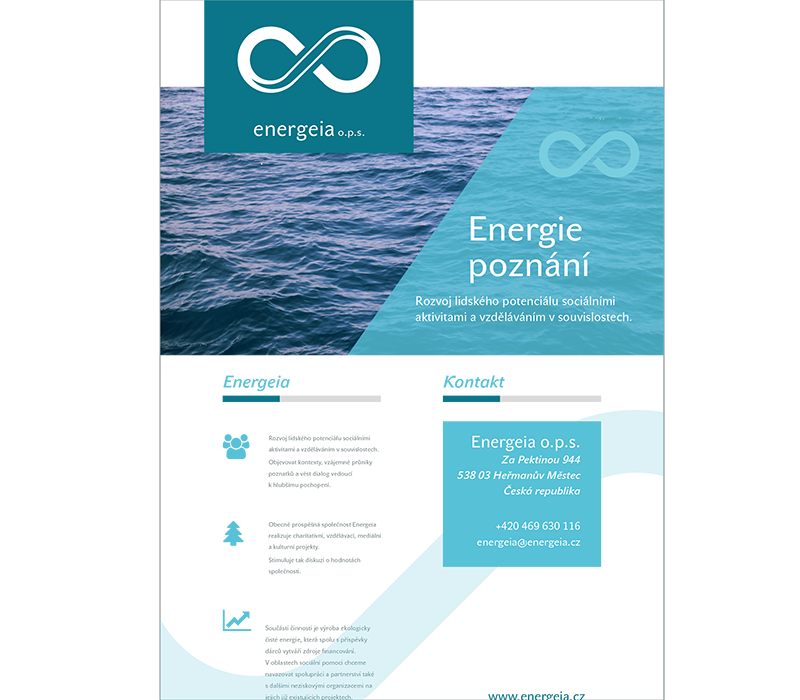 energeia o.p.s.
Energie
poznání
Rozvoj lidského potenciálu sociálními
aktivitami a vzděláváním v souvislostech.
Energeia
Rozvoj lidského potenciálu sociálními
aktivitami a vzděláváním v souvislostech.
Objevovat kontexty, vzájemné průniky
poznatků a vést dialog vedoucí
k hlubšímu pochopení.
Obecně prospěšná společnost Energeia
realizuje charitativní, vzdělávací, mediální
a kulturní projekty.
Stimuluje tak diskuzi o hodnotách
společnosti.
Součástí činnosti je výroba ekologicky
čisté energie, která spolu s příspěvky
dárců vytváří zdroje financování.
V oblastech sociální pomoci chceme
navazovat spolupráci a partnerství také
s dalšími neziskovými organizacemi na
jejich již existujících projektech.
Kontakt
Energeia o.p.s.
Za Pektinou 944
538 03 Heřmanův Městec
Česká republika
+420 469 630 116
energeia@energeia.cz
www.energeia.cz